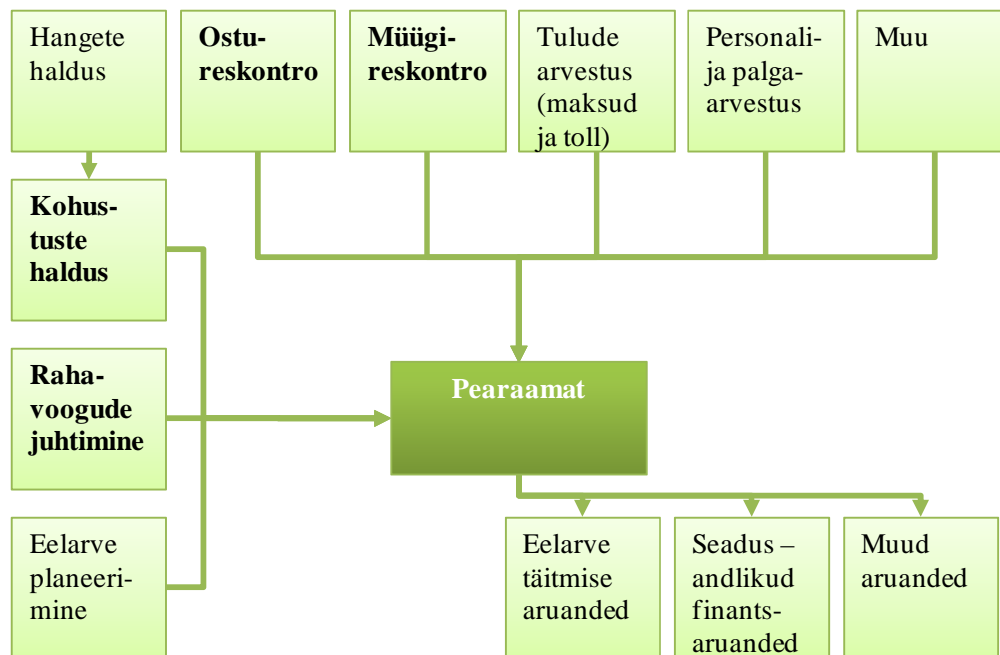 Hangete
haldus
Ostu-
reskontro
Müügi-
reskontro
Tulude
arvestus
(maksud
ja toll)
Personali-
ja palga-
arvestus
Muu
Kohus-
tuste
haldus
Raha-
voogude
juhtimine
Pearaamat
Eelarve
planeeri-
mine
Eelarve
täitmise
aruanded
Seadus –
andlikud
finants-
aruanded
Muud
aruanded